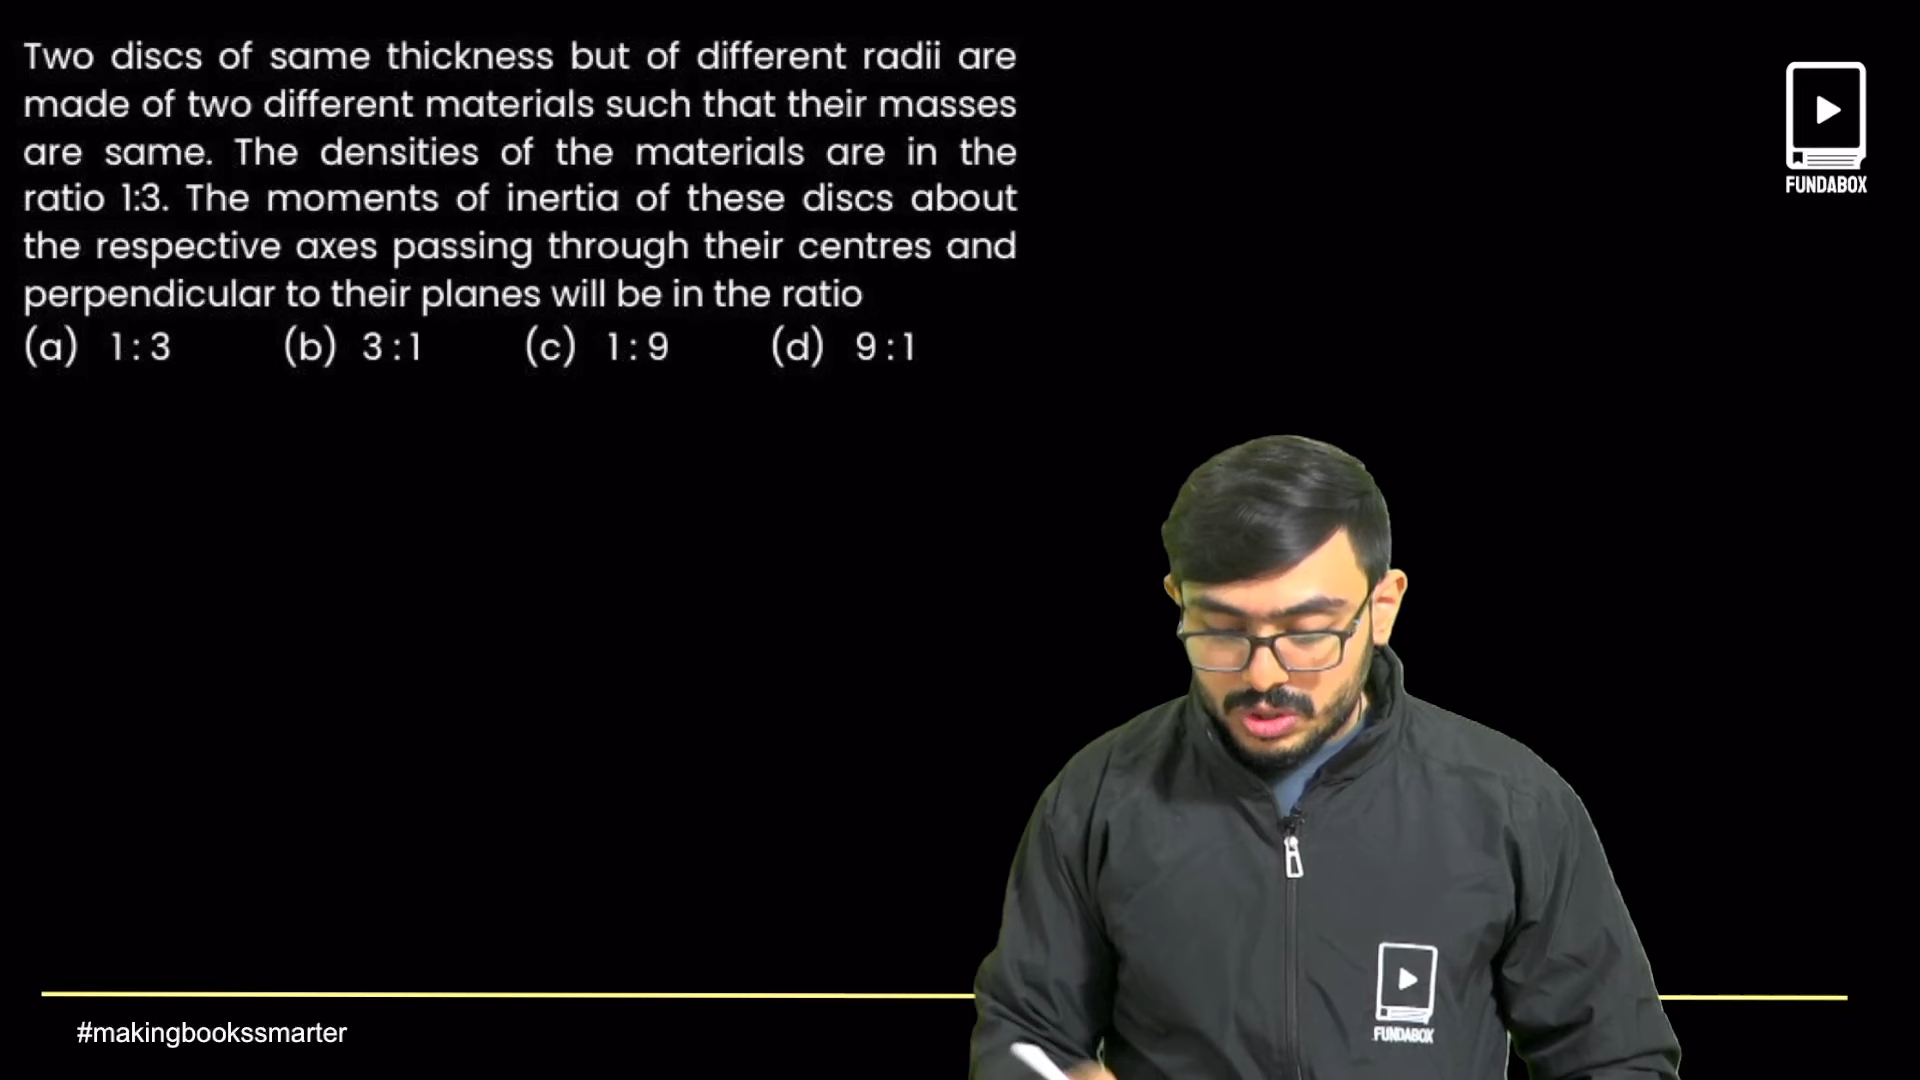 Two discs of same thickness but of different radii are
made of two different materials such that their masses
are same. The densities of the materials are in the
ratio 1:3. The moments of inertia of these discs about
the respective axes passing through their centres and
perpendicular to their planes will be in the ratio
(a) 1 : 3 (b) 3 : 1 (c) 1 : 9 (d) 9 : 1
FUNDABOX
FUNDABOX
#makingbookssmarter